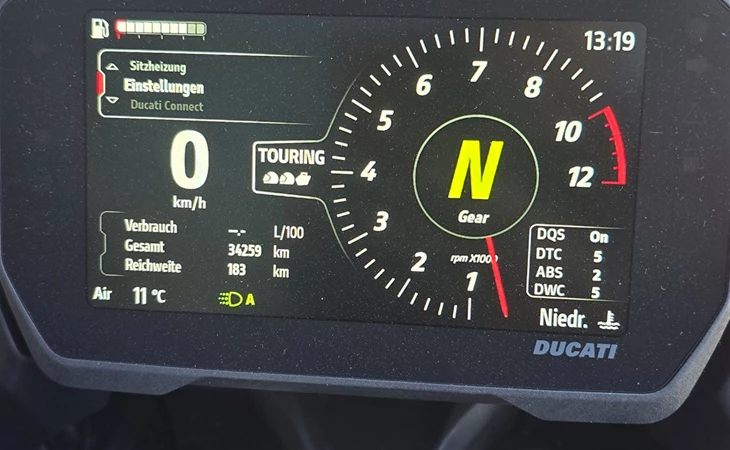 13:19
Sitzheizung
Einstellungen
Ducati Connect
0
km/h
TOURING
1
2
3
4
5
6
7
8
10
12
N
Gear
rpm X1000
Verbrauch --.- L/100
Gesamt 34259 km
Reichweite 183 km
Air 11 °C
A
DQS On
DTC 5
ABS 2
DWC 5
Niedr.
DUCATI